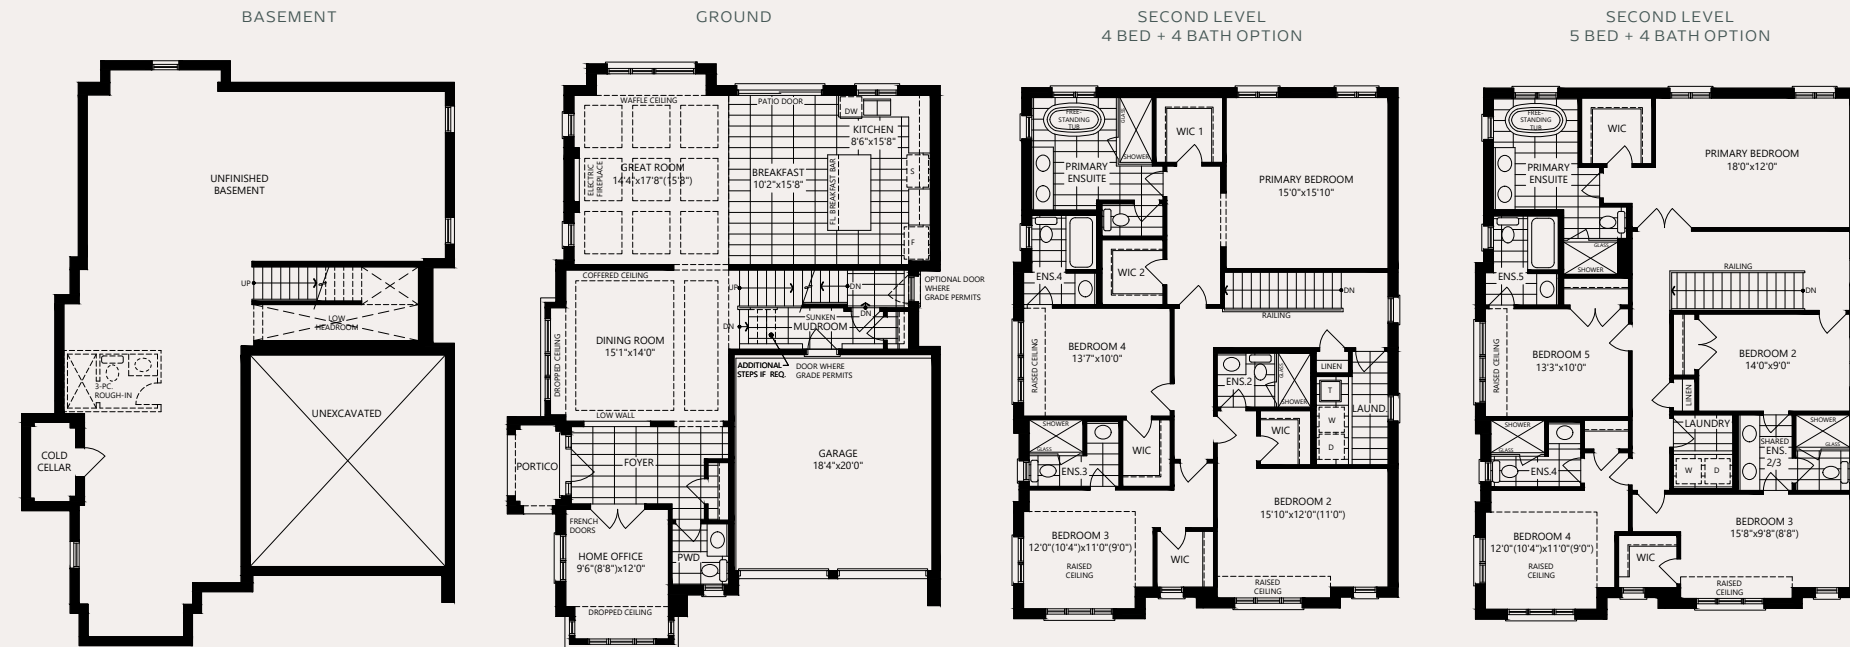 BASEMENT
UNFINISHED
BASEMENT
UP
LOW
HEADROOM
3-PC.
ROUGH-IN
UNEXCAVATED
COLD
CELLAR
GROUND
WAFFLE CEILING
PATIO DOOR
DW
KITCHEN
8'6"x15'8"
GREAT ROOM
14'4"x17'8"(15'8")
ELECTRIC
FIREPLACE
BREAKFAST
10'2"x15'8"
FL. BREAKFAST BAR
S
F
COFFERED CEILING
UP
DN
OPTIONAL DOOR
WHERE
GRADE PERMITS
DN
SUNKEN
MUDROOM
DN
DINING ROOM
15'1"x14'0"
DROPPED CEILING
ADDITIONAL
STEPS IF REQ.
DOOR WHERE
GRADE PERMITS
LOW WALL
PORTICO
FOYER
GARAGE
18'4"x20'0"
FRENCH
DOORS
HOME OFFICE
9'6"(8'8")x12'0"
PWD
DROPPED CEILING
SECOND LEVEL
4 BED + 4 BATH OPTION
FREE-
STANDING
TUB
GLASS
SHOWER
WIC 1
PRIMARY
ENSUITE
PRIMARY BEDROOM
15'0"x15'10"
ENS.4
WIC 2
DN
RAILING
RAISED CEILING
BEDROOM 4
13'7"x10'0"
ENS.2
GLASS
SHOWER
LINEN
T
W
D
LAUND.
WIC
SHOWER
GLASS
ENS.3
WIC
BEDROOM 2
15'10"x12'0"(11'0")
BEDROOM 3
12'0"(10'4")x11'0"(9'0")
RAISED
CEILING
WIC
RAISED
CEILING
SECOND LEVEL
5 BED + 4 BATH OPTION
FREE-
STANDING
TUB
WIC
PRIMARY
ENSUITE
PRIMARY BEDROOM
18'0"x12'0"
GLASS
SHOWER
ENS.5
RAILING
DN
RAISED CEILING
BEDROOM 5
13'3"x10'0"
BEDROOM 2
14'0"x9'0"
LINEN
LAUNDRY
W
D
SHARED
ENS.
2/3
SHOWER
GLASS
SHOWER
GLASS
ENS.4
BEDROOM 4
12'0"(10'4")x11'0"(9'0")
RAISED
CEILING
BEDROOM 3
15'8"x9'8"(8'8")
WIC
RAISED
CEILING